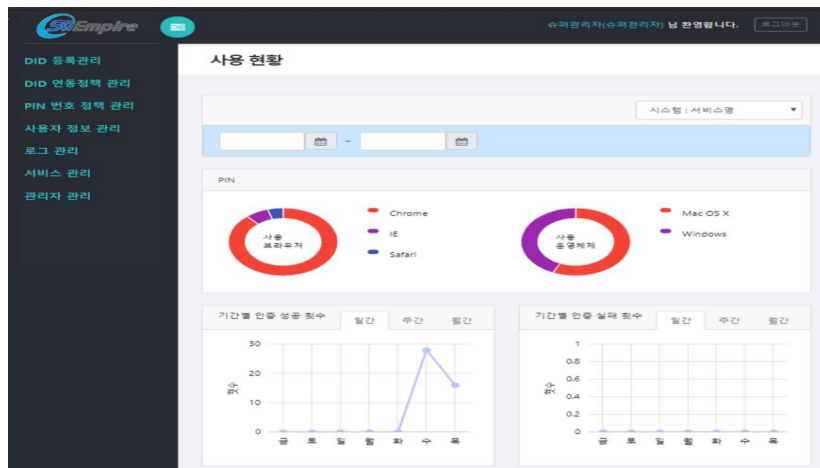 SGEmpire
슈퍼관리자(슈퍼관리자) 님 환영합니다.
로그아웃
DID 등록관리
DID 연동정책 관리
PIN 번호 정책 관리
사용자 정보 관리
로그 관리
서비스 관리
관리자 관리
사용 현황
시스템 : 서비스명
~
PIN
사용
브라우저
Chrome
IE
Safari
사용
운영체제
Mac OS X
Windows
기간별 인증 성공 횟수
일간 주간 월간
30
20
10
0
횟수
금 토 일 월 화 수 목
기간별 인증 실패 횟수
일간 주간 월간
1
0.8
0.6
0.4
0.2
0
횟수
금 토 일 월 화 수 목